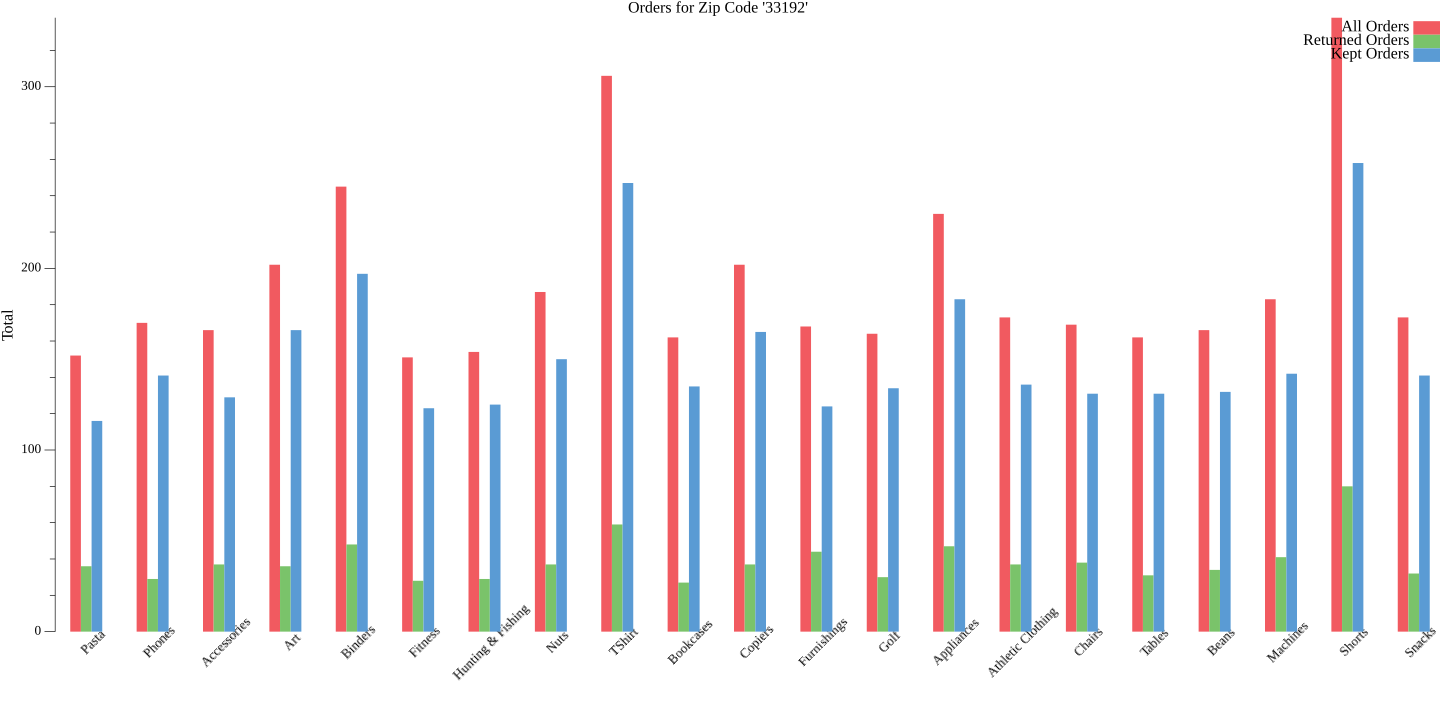 Orders for Zip Code '33192'
All Orders
Returned Orders
Kept Orders
Total
300
200
100
0
Pasta
Phones
Accessories
Art
Binders
Fitness
Hunting & Fishing
Nuts
TShirt
Bookcases
Copiers
Furnishings
Golf
Appliances
Athletic Clothing
Chairs
Tables
Beans
Machines
Shorts
Snacks